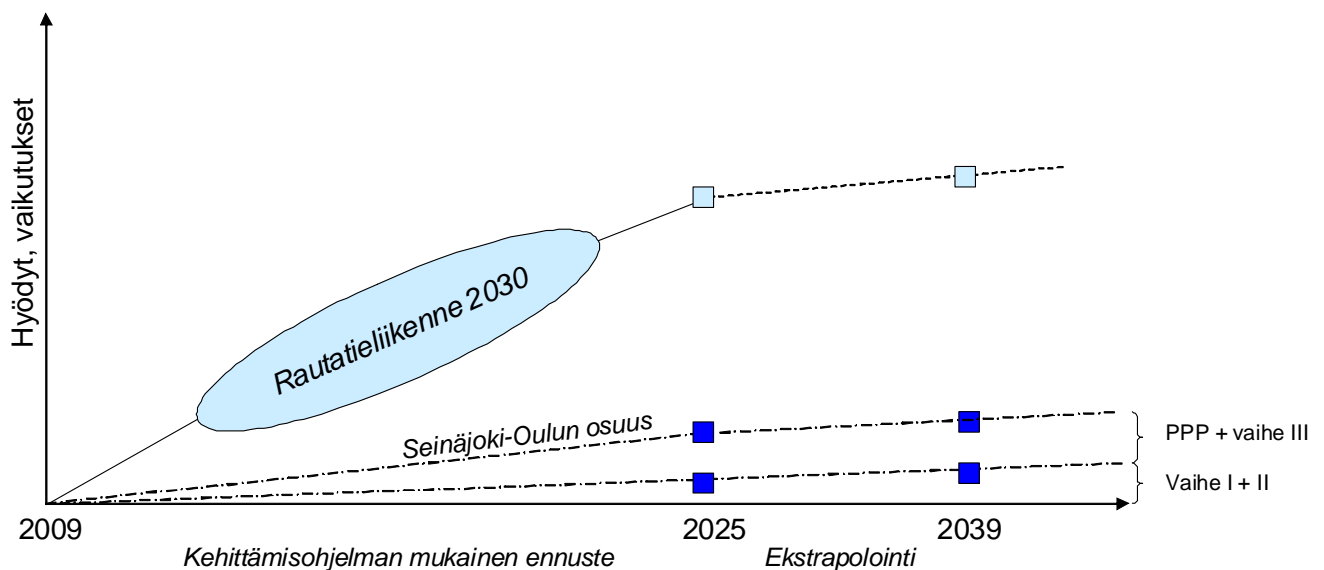 Hyödyt, vaikutukset
Rautatieliikenne 2030
Seinäjoki-Oulun osuus
PPP + vaihe III
Vaihe I + II
2009
2025
2039
Kehittämisohjelman mukainen ennuste
Ekstrapolointi